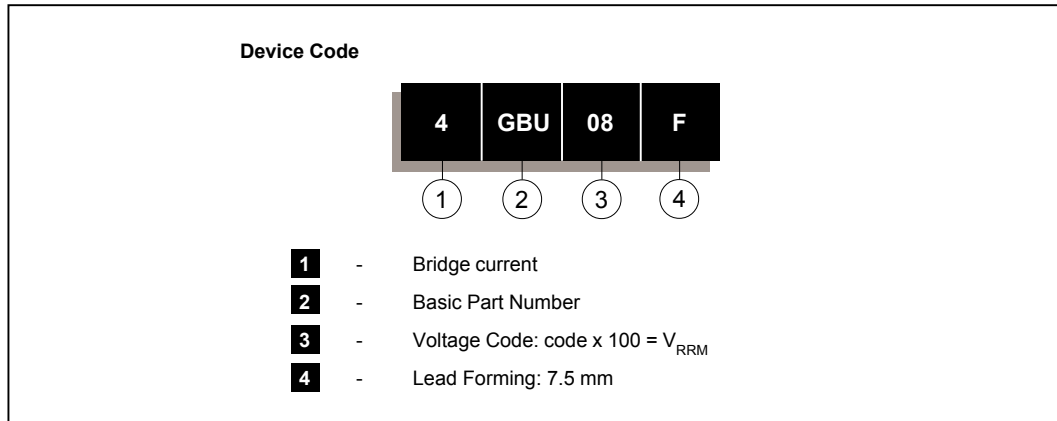 Device Code
4 GBU 08 F
1 2 3 4
1 - Bridge current
2 - Basic Part Number
3 - Voltage Code: code x 100 = VRRM
4 - Lead Forming: 7.5 mm